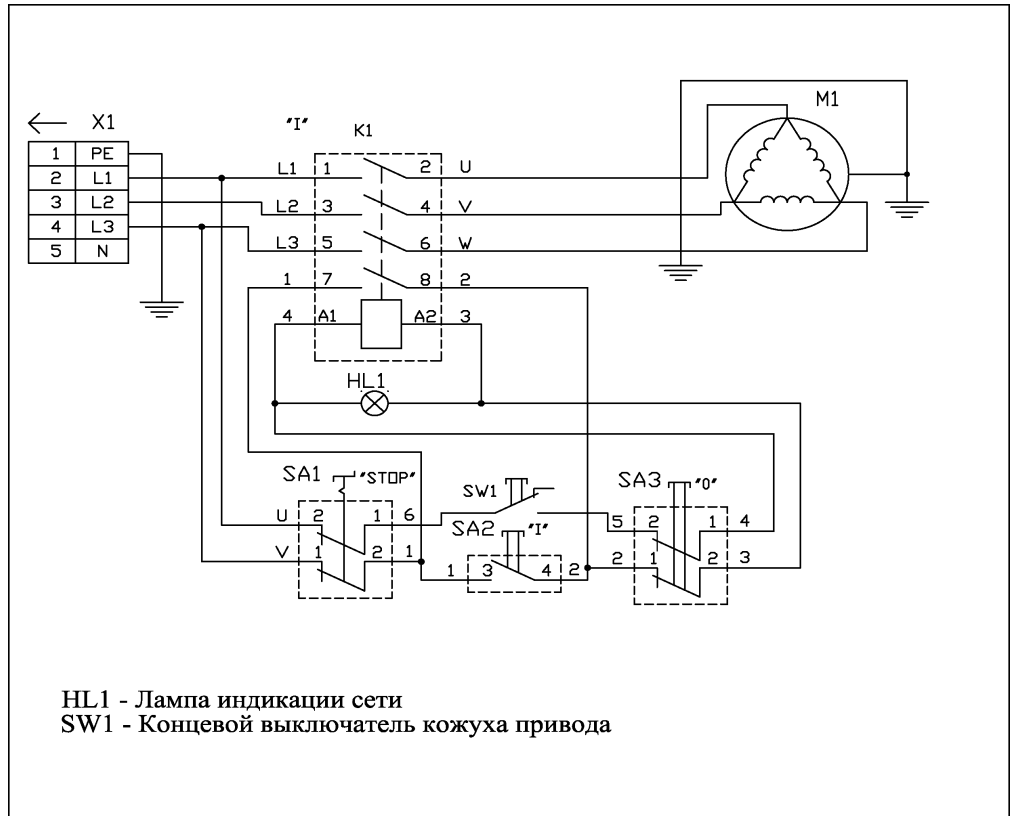 X1
"I"
K1
M1
1 PE
2 L1
3 L2
4 L3
5 N
L1 1 2 U
L2 3 4 V
L3 5 6 W
1 7 8 2
4 A1 A2 3
HL1
SA1 "STOP"
SW1
SA2 "I"
SA3 "0"
U 2 1 6
V 1 2 1
1 3 4 2
5 2 1 4
2 1 2 3
HL1 - Лампа индикации сети
SW1 - Концевой выключатель кожуха привода